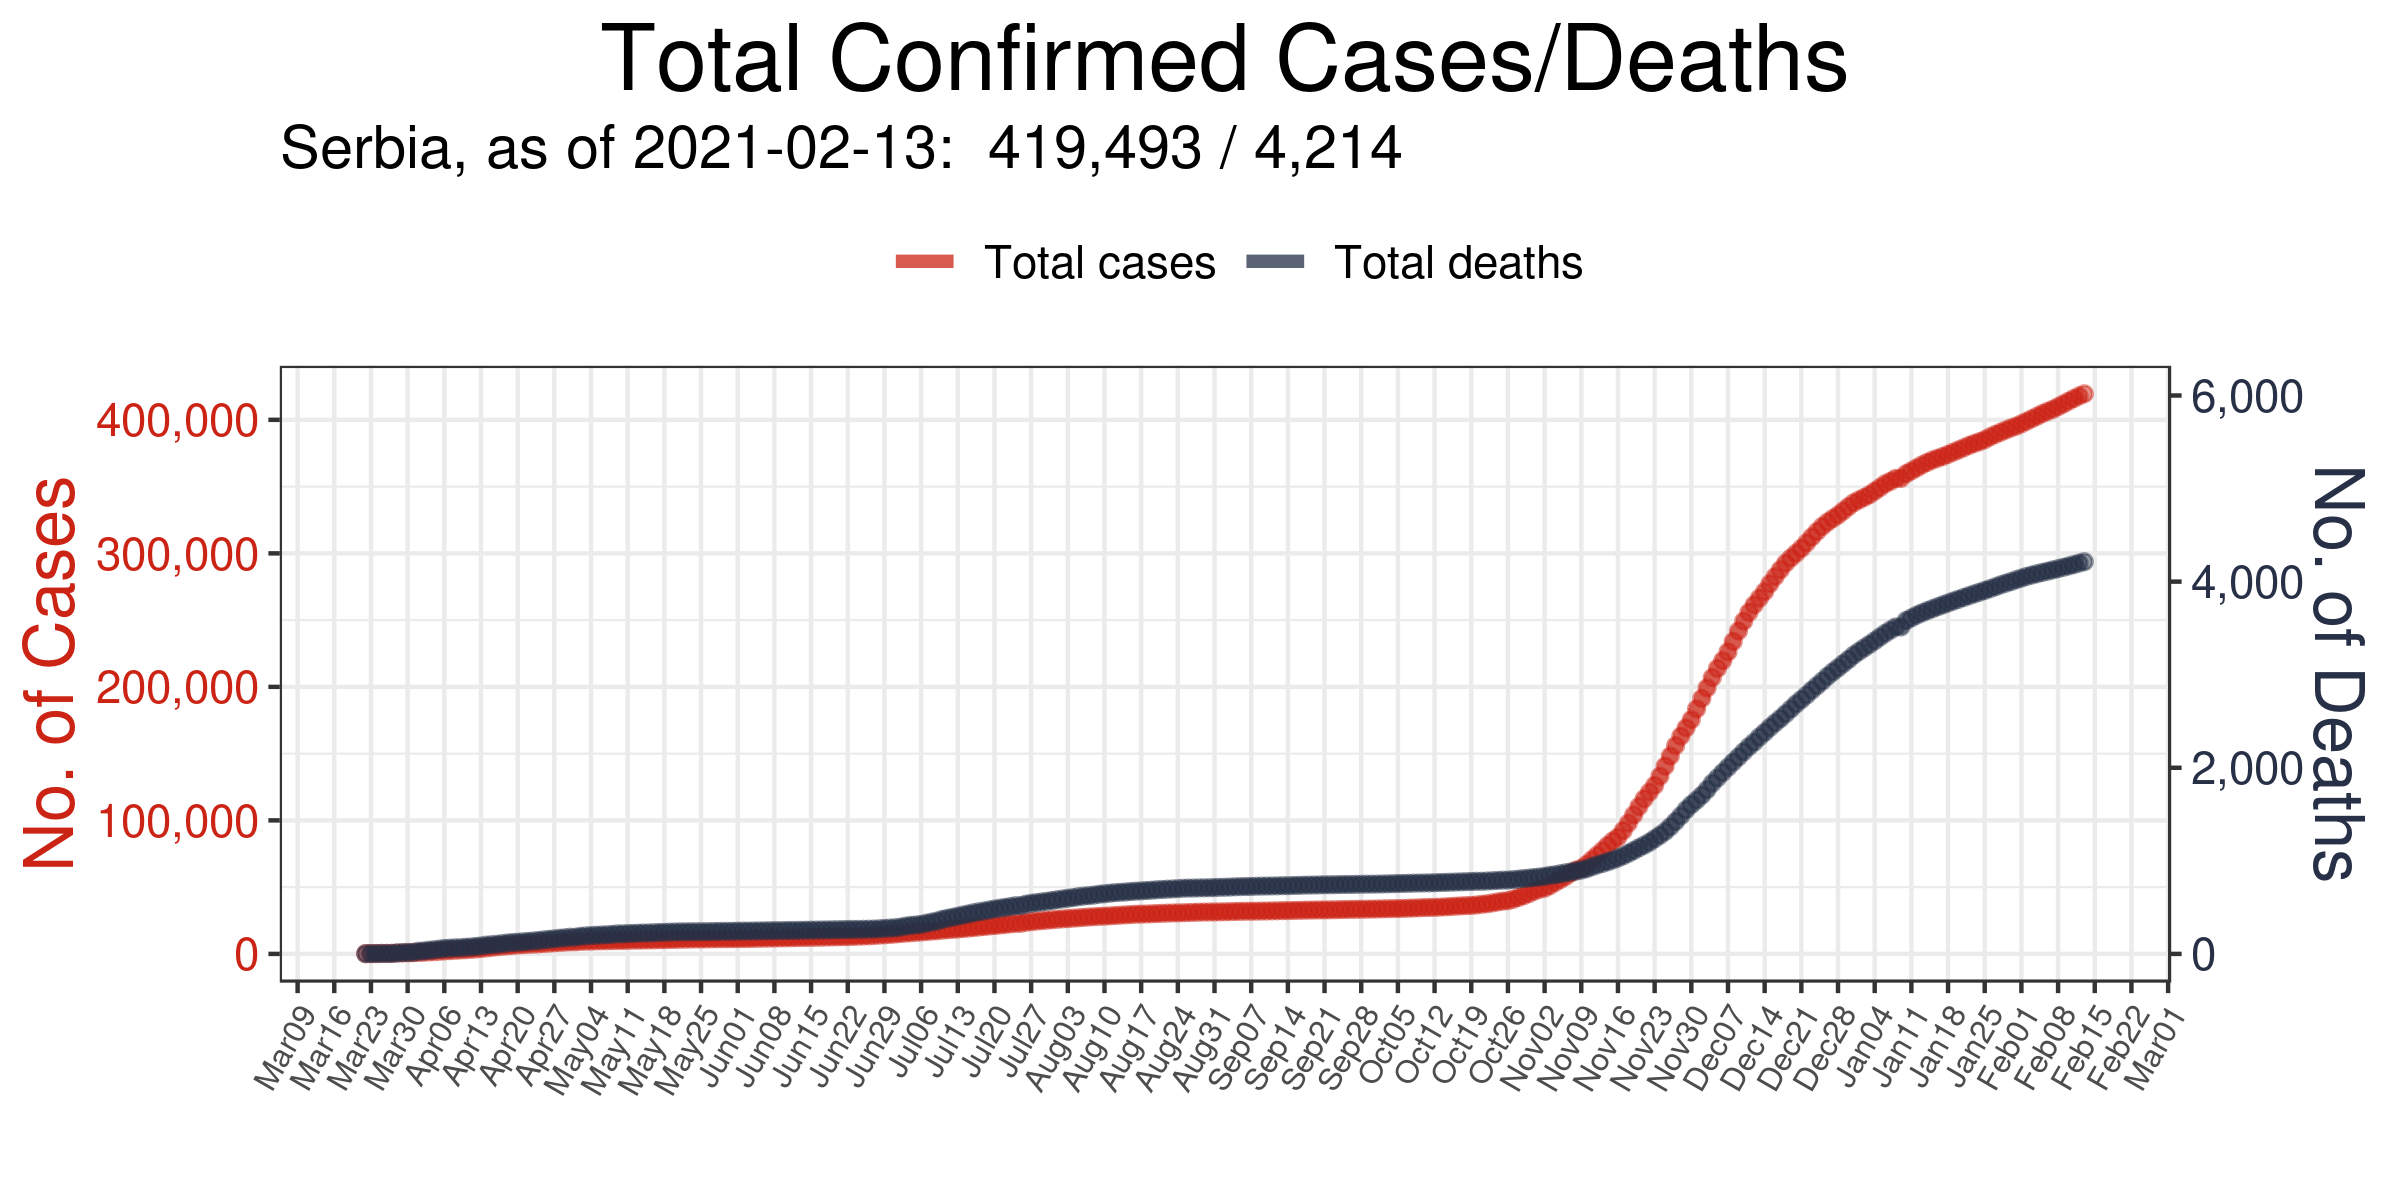 Total Confirmed Cases/Deaths
Serbia, as of 2021-02-13:  419,493 / 4,214
Total cases
Total deaths
No. of Cases
400,000
300,000
200,000
100,000
0
6,000
4,000
2,000
0
No. of Deaths
Mar09
Mar16
Mar23
Mar30
Apr06
Apr13
Apr20
Apr27
May04
May11
May18
May25
Jun01
Jun08
Jun15
Jun22
Jun29
Jul06
Jul13
Jul20
Jul27
Aug03
Aug10
Aug17
Aug24
Aug31
Sep07
Sep14
Sep21
Sep28
Oct05
Oct12
Oct19
Oct26
Nov02
Nov09
Nov16
Nov23
Nov30
Dec07
Dec14
Dec21
Dec28
Jan04
Jan11
Jan18
Jan25
Feb01
Feb08
Feb15
Feb22
Mar01